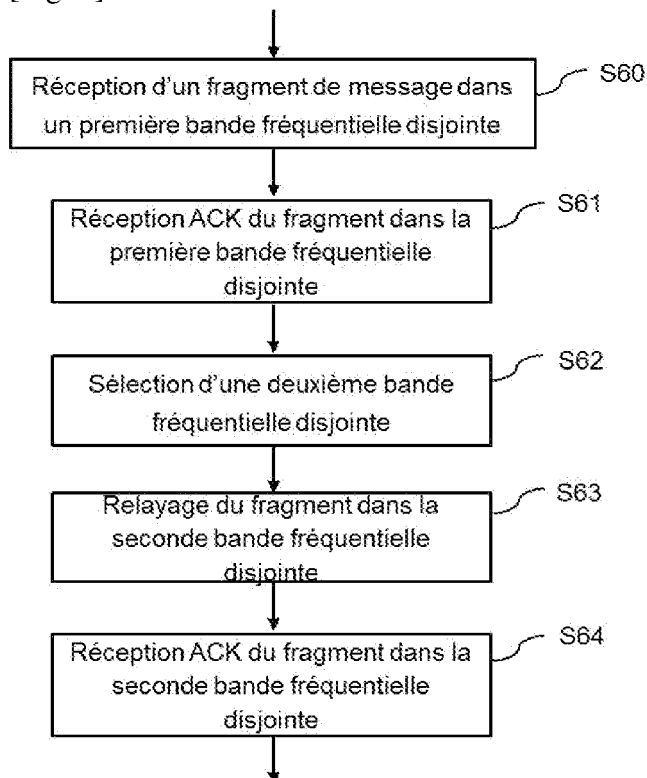 Réception d'un fragment de message dans
un première bande fréquentielle disjointe
S60
Réception ACK du fragment dans la
première bande fréquentielle
disjointe
S61
Sélection d'une deuxième bande
fréquentielle disjointe
S62
Relayage du fragment dans la
seconde bande fréquentielle
disjointe
S63
Réception ACK du fragment dans la
seconde bande fréquentielle
disjointe
S64